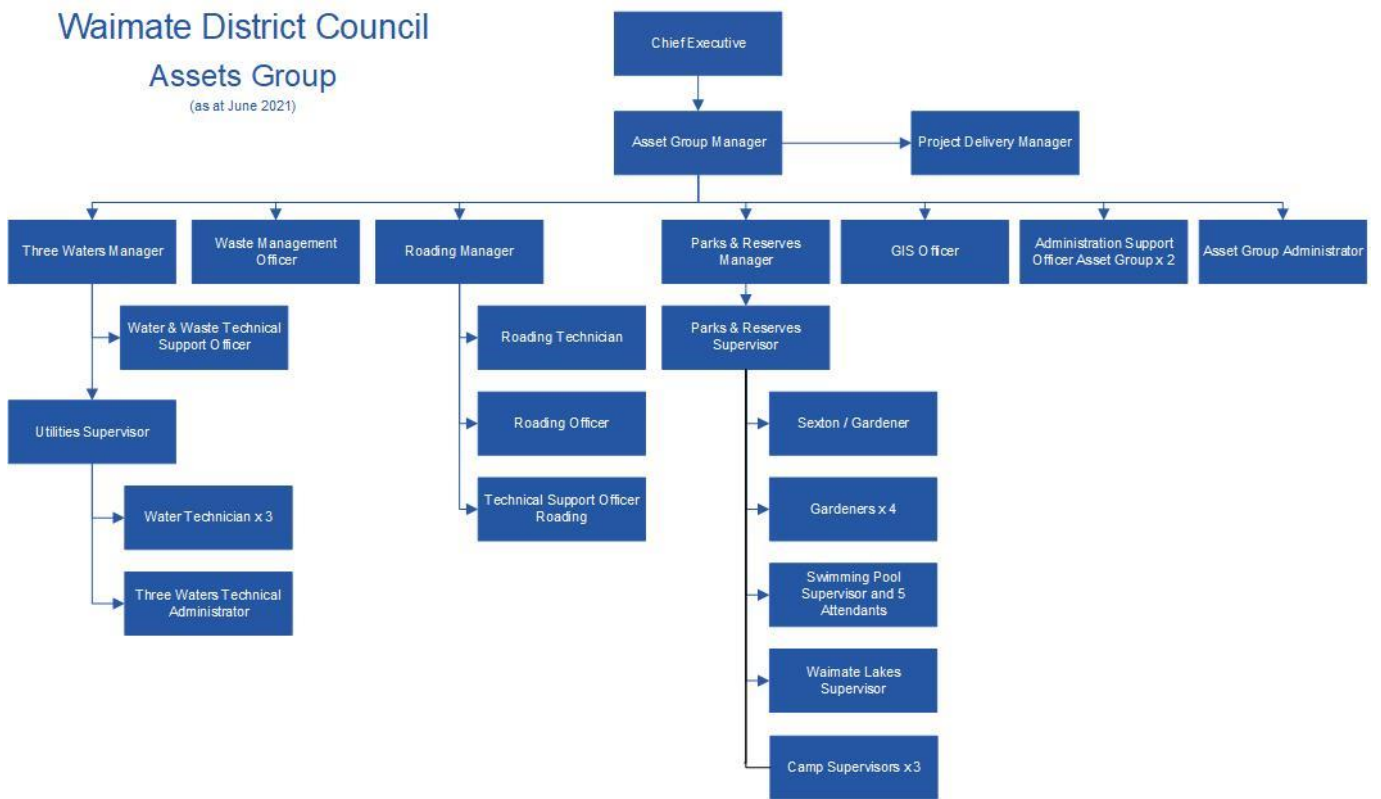 Waimate District Council
Assets Group
(as at June 2021)
Chief Executive
Asset Group Manager
Project Delivery Manager
Three Waters Manager
Waste Management
Officer
Roading Manager
Parks & Reserves
Manager
GIS Officer
Administration Support
Officer Asset Group x 2
Asset Group Administrator
Water & Waste Technical
Support Officer
Roading Technician
Parks & Reserves
Supervisor
Utilities Supervisor
Roading Officer
Sexton / Gardener
Water Technician x 3
Technical Support Officer
Roading
Gardeners x 4
Three Waters Technical
Administrator
Swimming Pool
Supervisor and 5
Attendants
Waimate Lakes
Supervisor
Camp Supervisors x3